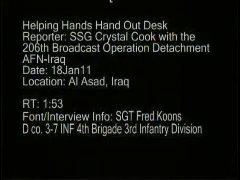 Helping Hands Hand Out Desk
Reporter: SSG Crystal Cook with the
206th Broadcast Operation Detachment
AFN-Iraq
Date: 18Jan11
Location: Al Asad, Iraq
RT: 1:53
Font/Interview Info: SGT Fred Koons
D co. 3-7 INF 4th Brigade 3rd Infantry Division